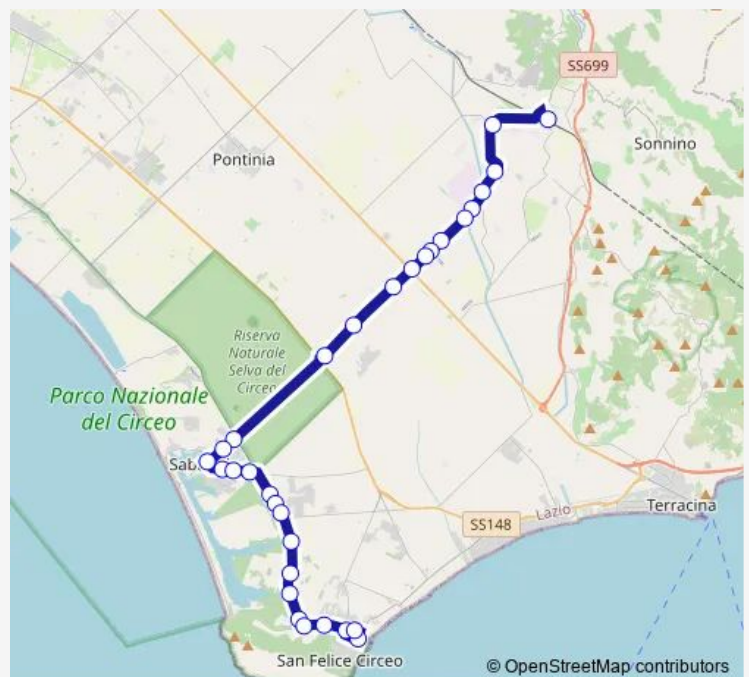 SS699
Sonnino
Pontinia
Riserva
Naturale
Selva del
Circeo
Parco Nazionale
del Circeo
Sab
Terracina
SS148
Lazio
San Felice Circeo
© OpenStreetMap contributors